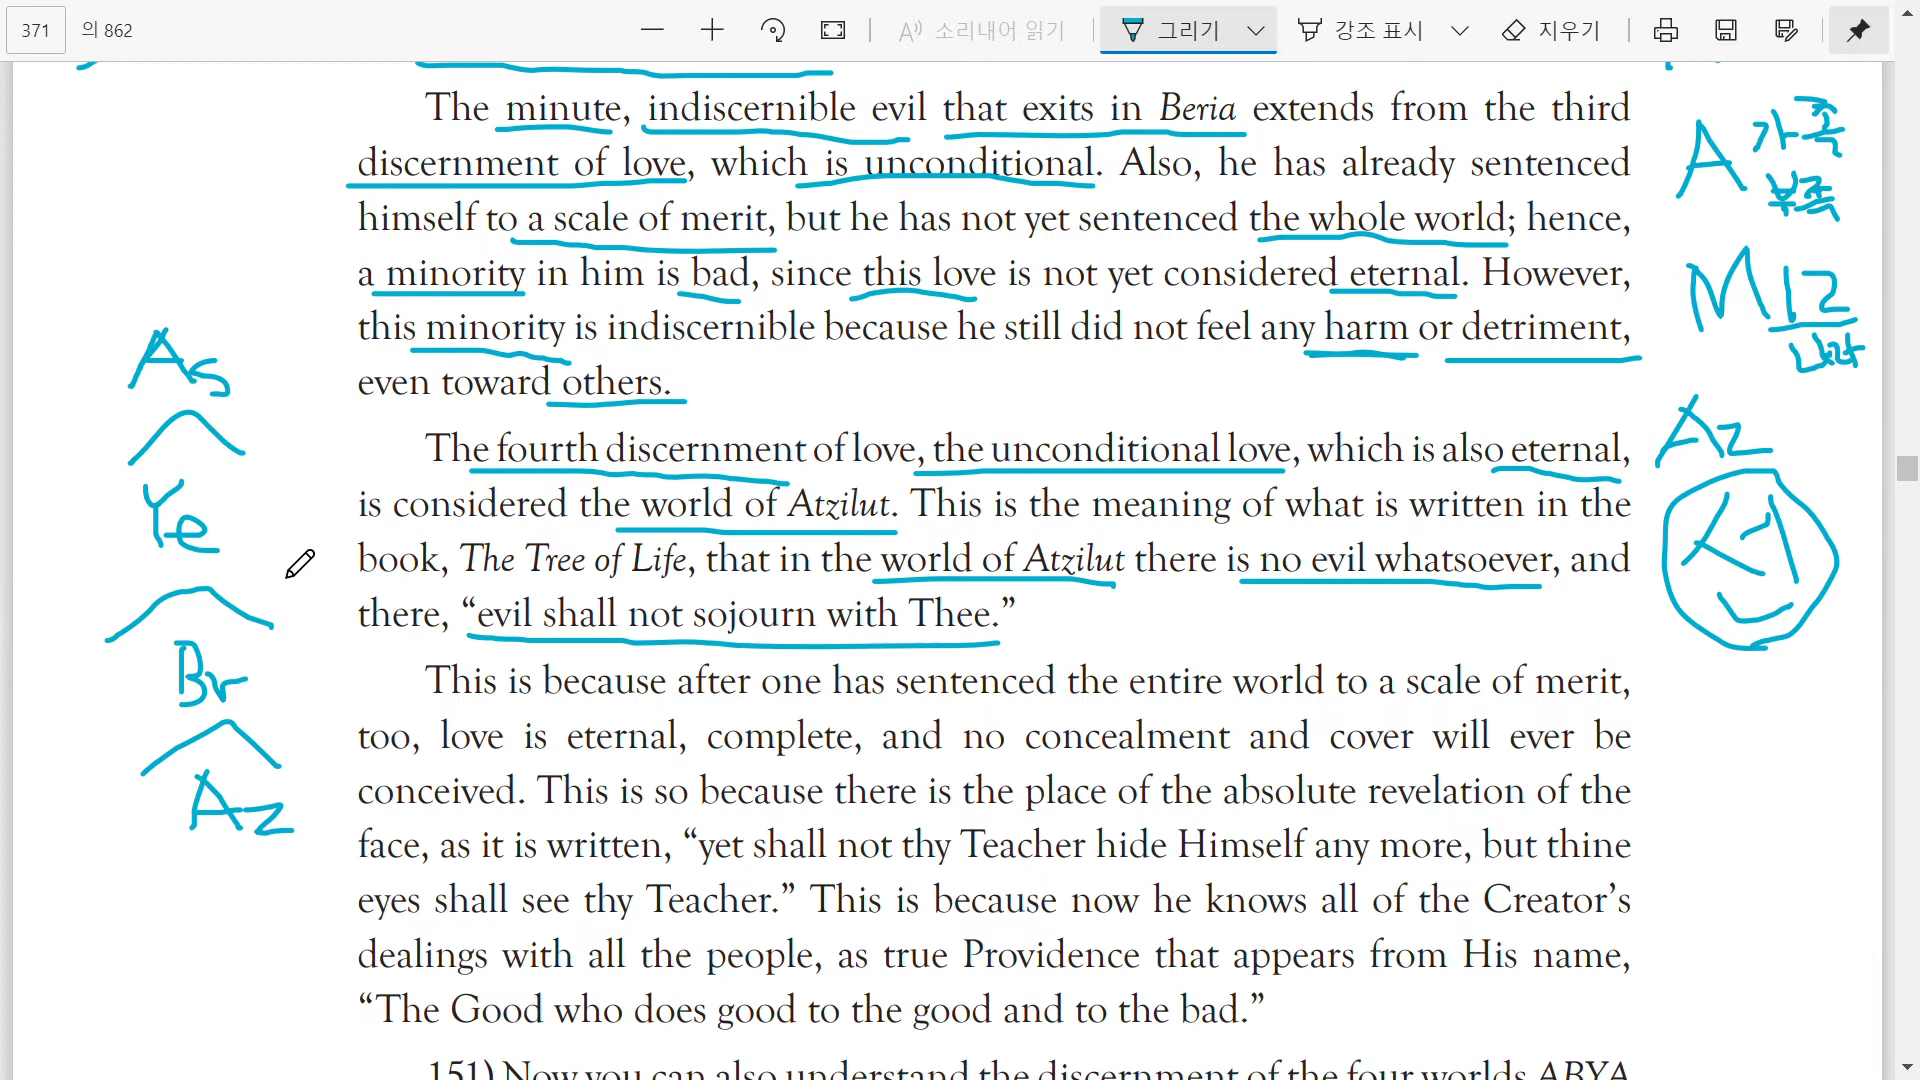 371 의 862 소리내어 읽기 그리기 강조 표시 지우기
The minute, indiscernible evil that exits in Beria extends from the third
discernment of love, which is unconditional. Also, he has already sentenced
himself to a scale of merit, but he has not yet sentenced the whole world; hence,
a minority in him is bad, since this love is not yet considered eternal. However,
this minority is indiscernible because he still did not feel any harm or detriment,
even toward others.
The fourth discernment of love, the unconditional love, which is also eternal,
is considered the world of Atzilut. This is the meaning of what is written in the
book, The Tree of Life, that in the world of Atzilut there is no evil whatsoever, and
there, “evil shall not sojourn with Thee.”
This is because after one has sentenced the entire world to a scale of merit,
too, love is eternal, complete, and no concealment and cover will ever be
conceived. This is so because there is the place of the absolute revelation of the
face, as it is written, “yet shall not thy Teacher hide Himself any more, but thine
eyes shall see thy Teacher.” This is because now he knows all of the Creator’s
dealings with all the people, as true Providence that appears from His name,
“The Good who does good to the good and to the bad.”
151) Now you can also understand the discernment of the four worlds ABYA
As
Ye
Br
Az
A 가족
부족
M 12
Az